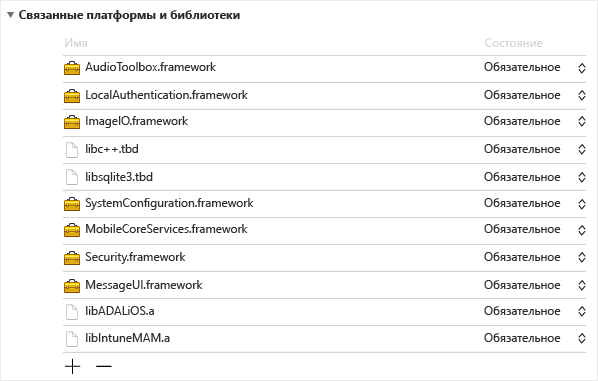 Связанные платформы и библиотеки
Имя Состояние
AudioToolbox.framework Обязательное
LocalAuthentication.framework Обязательное
ImageIO.framework Обязательное
libc++.tbd Обязательное
libsqlite3.tbd Обязательное
SystemConfiguration.framework Обязательное
MobileCoreServices.framework Обязательное
Security.framework Обязательное
MessageUI.framework Обязательное
libADALiOS.a Обязательное
libIntuneMAM.a Обязательное